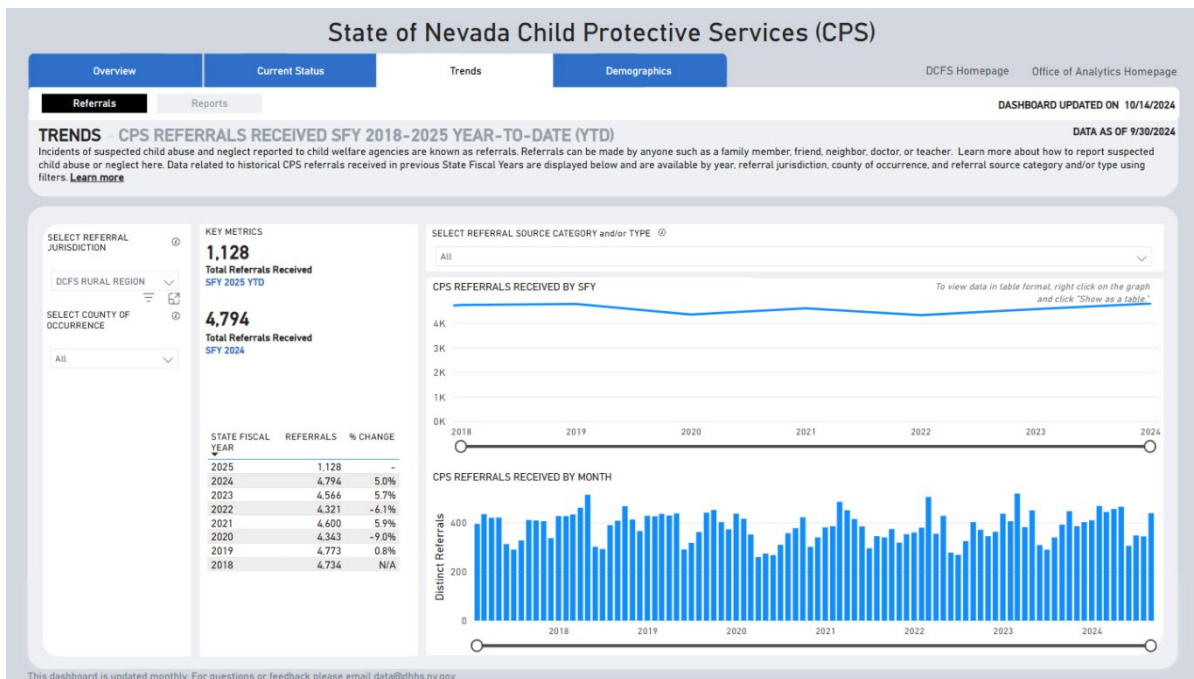 State of Nevada Child Protective Services (CPS)
Overview
Current Status
Trends
Demographics
DCFS Homepage
Office of Analytics Homepage
Referrals
Reports
DASHBOARD UPDATED ON 10/14/2024
TRENDS - CPS REFERRALS RECEIVED SFY 2018-2025 YEAR-TO-DATE (YTD)
DATA AS OF 9/30/2024
Incidents of suspected child abuse and neglect reported to child welfare agencies are known as referrals. Referrals can be made by anyone such as a family member, friend, neighbor, doctor, or teacher. Learn more about how to report suspected
child abuse or neglect here. Data related to historical CPS referrals received in previous State Fiscal Years are displayed below and are available by year, referral jurisdiction, county of occurrence, and referral source category and/or type using
filters. Learn more
SELECT REFERRAL
JURISDICTION
DCFS RURAL REGION
SELECT COUNTY OF
OCCURRENCE
All
KEY METRICS
1,128
Total Referrals Received
SFY 2025 YTD
4,794
Total Referrals Received
SFY 2024
STATE FISCAL YEAR REFERRALS % CHANGE
2025 1,128 -
2024 4,794 5.0%
2023 4,566 5.7%
2022 4,321 -6.1%
2021 4,600 5.9%
2020 4,343 -9.0%
2019 4,773 0.8%
2018 4,734 N/A
SELECT REFERRAL SOURCE CATEGORY and/or TYPE
All
CPS REFERRALS RECEIVED BY SFY
To view data in table format, right click on the graph
and click "Show as a table."
4K
3K
2K
1K
0K
2018 2019 2020 2021 2022 2023 2024
CPS REFERRALS RECEIVED BY MONTH
Distinct Referrals
400
200
0
2018 2019 2020 2021 2022 2023 2024
This dashboard is updated monthly. For questions or feedback please email data@dhhs.nv.gov